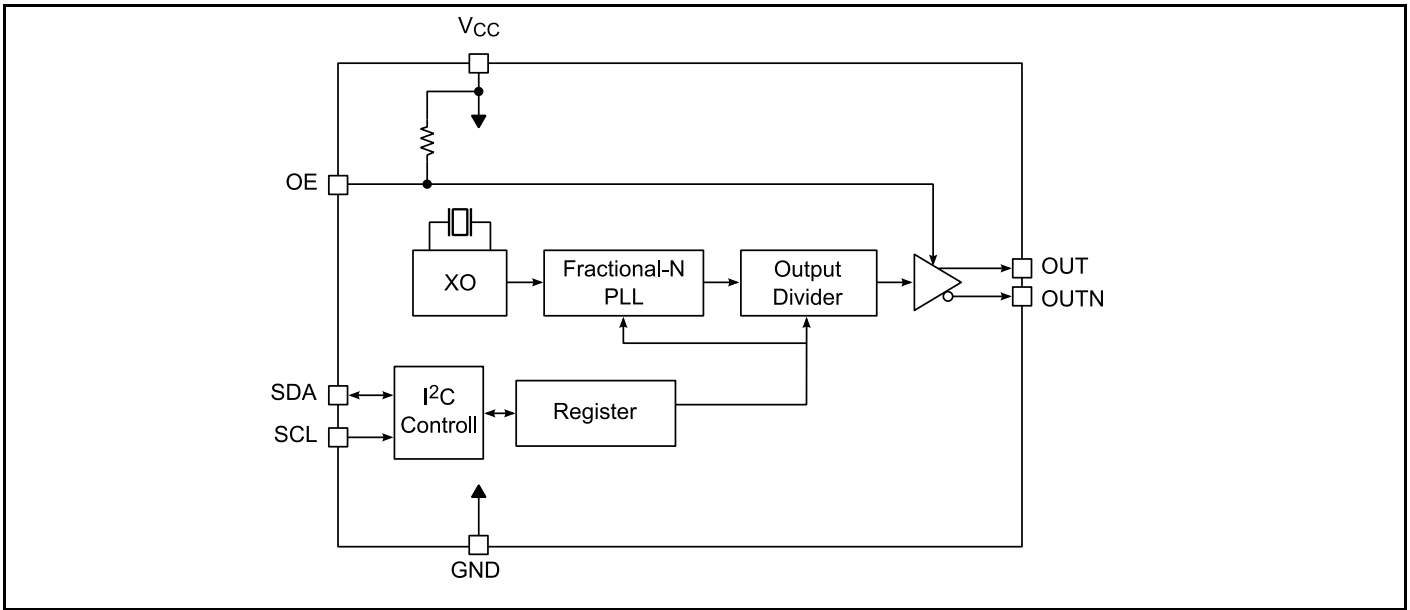 VCC
OE
XO
Fractional-N
PLL
Output
Divider
OUT
OUTN
SDA
SCL
I²C
Controll
Register
GND